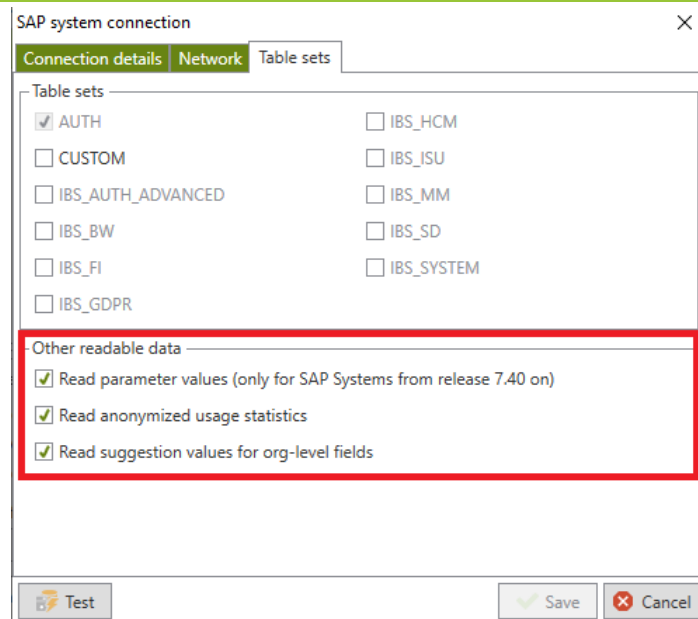 SAP system connection
Connection details Network Table sets
Table sets
AUTH IBS_HCM
CUSTOM IBS_ISU
IBS_AUTH_ADVANCED IBS_MM
IBS_BW IBS_SD
IBS_FI IBS_SYSTEM
IBS_GDPR
Other readable data
Read parameter values (only for SAP Systems from release 7.40 on)
Read anonymized usage statistics
Read suggestion values for org-level fields
Test Save Cancel